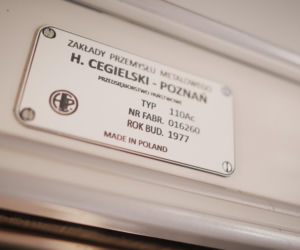 ZAKŁADY PRZEMYSŁU METALOWEGO
H. CEGIELSKI - POZNAŃ
PRZEDSIĘBIORSTWO PAŃSTWOWE
TYP 110Ac
NR FABR. 016260
ROK BUD. 1977
MADE IN POLAND